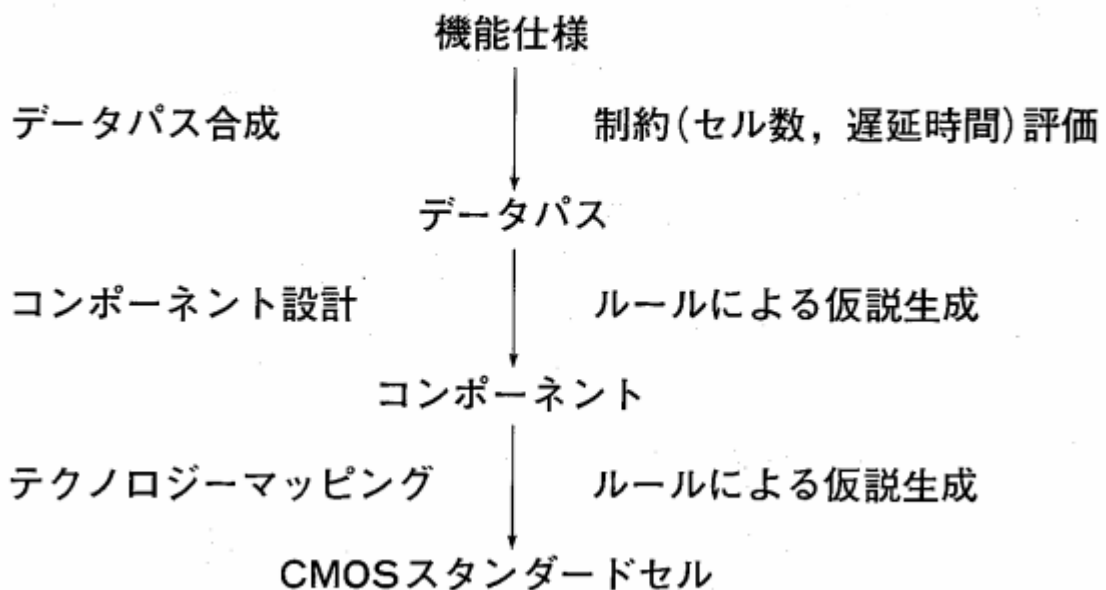 機能仕様
データパス合成
制約(セル数, 遅延時間)評価
データパス
コンポーネント設計
ルールによる仮説生成
コンポーネント
テクノロジーマッピング
ルールによる仮説生成
CMOSスタンダードセル